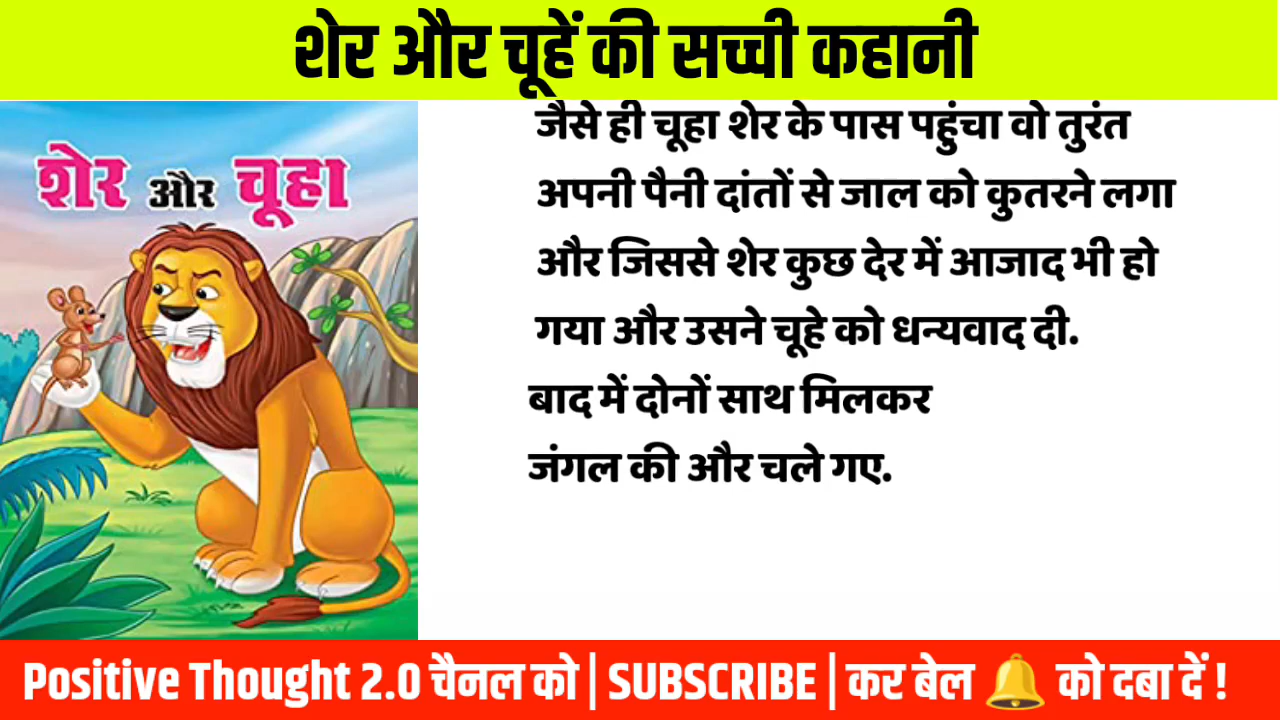 शेर और चूहें की सच्ची कहानी
शेर और चूहा
जैसे ही चूहा शेर के पास पहुंचा वो तुरंत
अपनी पैनी दांतों से जाल को कुतरने लगा
और जिससे शेर कुछ देर में आजाद भी हो
गया और उसने चूहे को धन्यवाद दी.
बाद में दोनों साथ मिलकर
जंगल की और चले गए.
Positive Thought 2.0 चैनल को | SUBSCRIBE | कर बेल 🔔 को दबा दें !